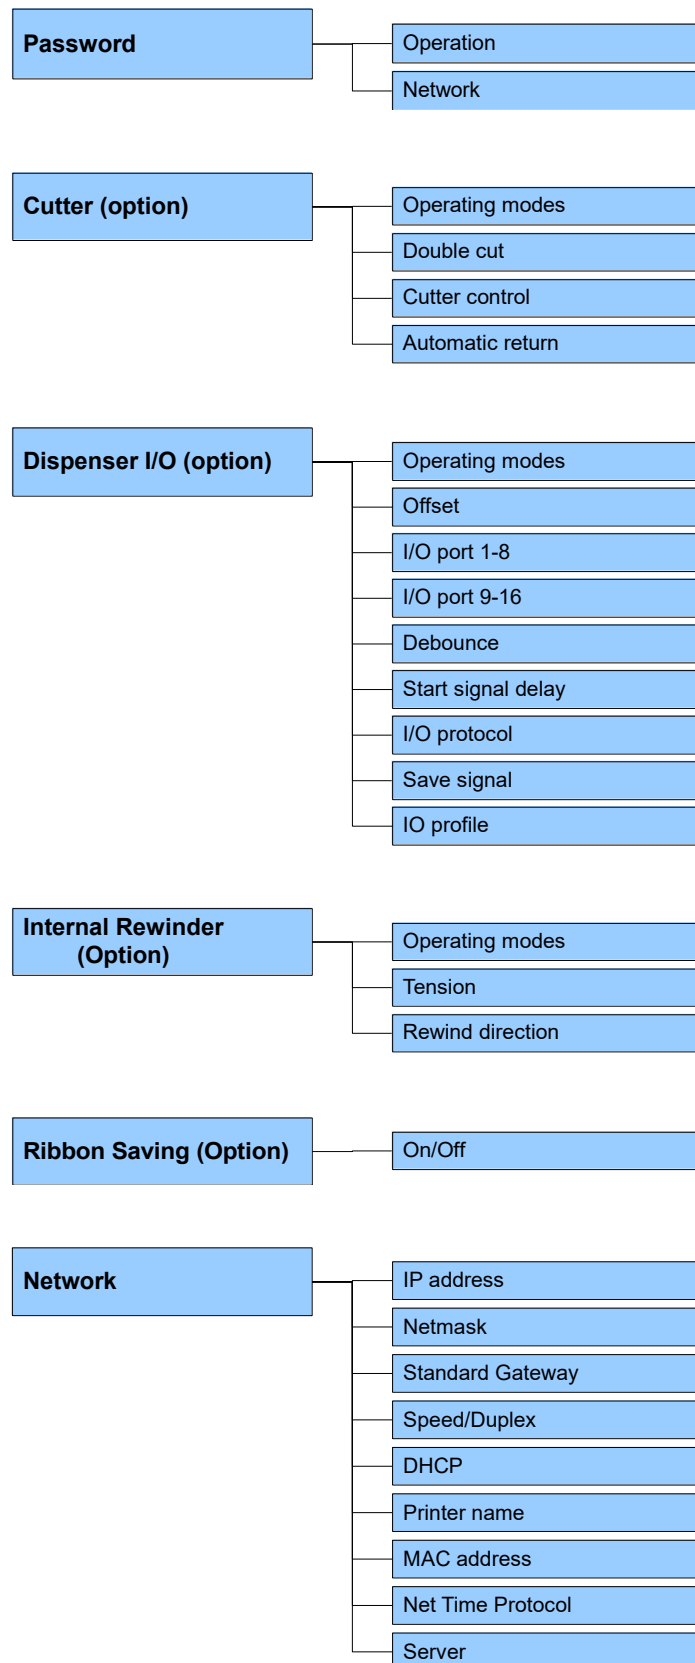 Password
Operation
Network
Cutter (option)
Operating modes
Double cut
Cutter control
Automatic return
Dispenser I/O (option)
Operating modes
Offset
I/O port 1-8
I/O port 9-16
Debounce
Start signal delay
I/O protocol
Save signal
IO profile
Internal Rewinder
(Option)
Operating modes
Tension
Rewind direction
Ribbon Saving (Option)
On/Off
Network
IP address
Netmask
Standard Gateway
Speed/Duplex
DHCP
Printer name
MAC address
Net Time Protocol
Server